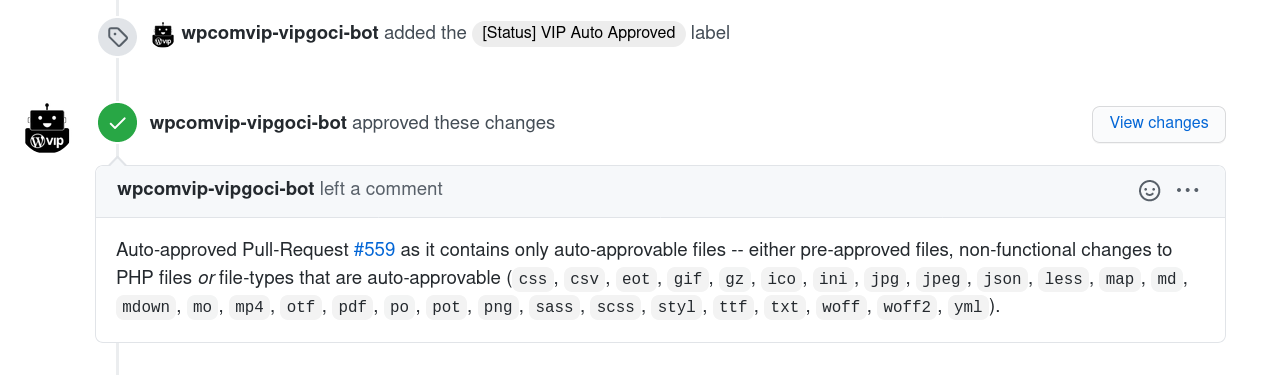 wpcomvip-vipgoci-bot added the [Status] VIP Auto Approved label
wpcomvip-vipgoci-bot approved these changes
View changes
vip
wpcomvip-vipgoci-bot left a comment
Auto-approved Pull-Request #559 as it contains only auto-approvable files -- either pre-approved files, non-functional changes to
PHP files or file-types that are auto-approvable ( css , csv , eot , gif , gz , ico , ini , jpg , jpeg , json , less , map , md ,
mdown , mo , mp4 , otf , pdf , po , pot , png , sass , scss , styl , ttf , txt , woff , woff2 , yml ).